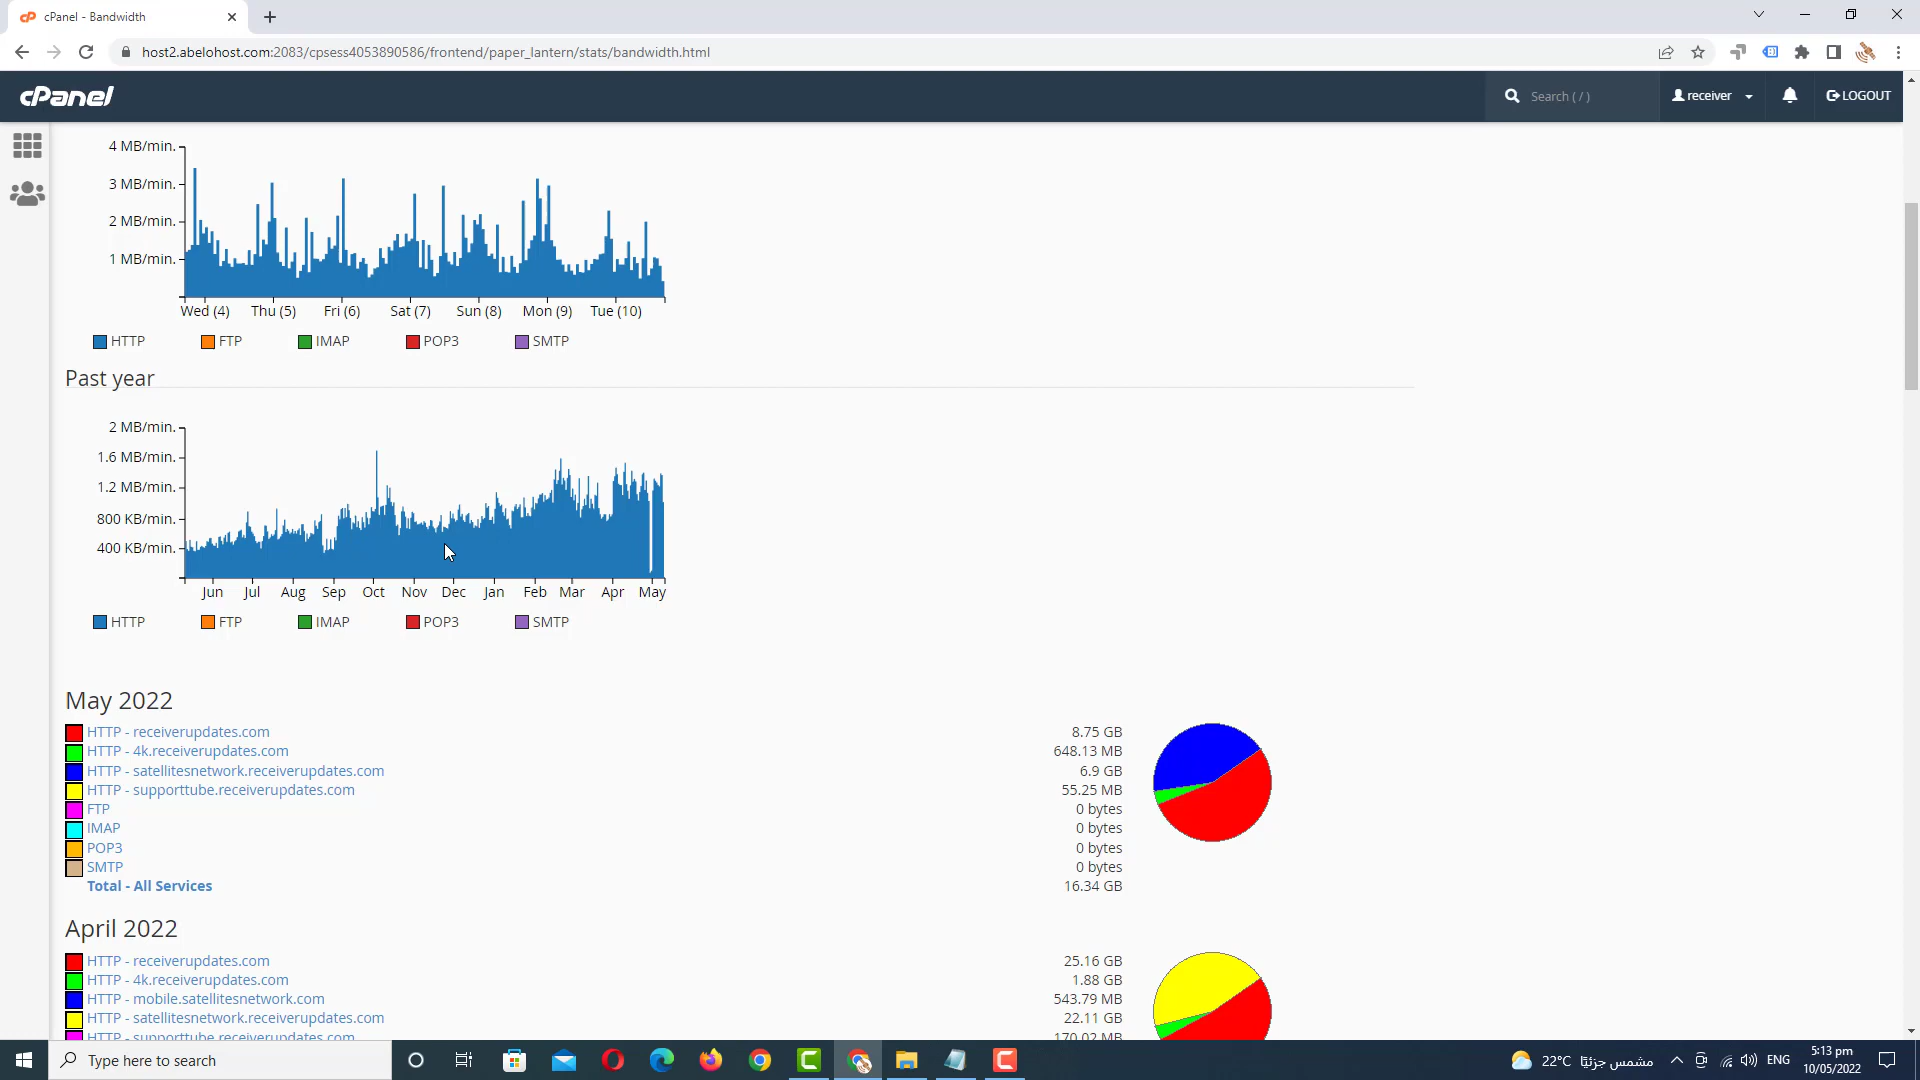 cPanel - Bandwidth
host2.abelohost.com:2083/cpsess4053890586/frontend/paper_lantern/stats/bandwidth.html
cPanel
Search ( / )
receiver
LOGOUT
4 MB/min.
3 MB/min.
2 MB/min.
1 MB/min.
Wed (4) Thu (5) Fri (6) Sat (7) Sun (8) Mon (9) Tue (10)
HTTP FTP IMAP POP3 SMTP
Past year
2 MB/min.
1.6 MB/min.
1.2 MB/min.
800 KB/min.
400 KB/min.
Jun Jul Aug Sep Oct Nov Dec Jan Feb Mar Apr May
HTTP FTP IMAP POP3 SMTP
May 2022
HTTP - receiverupdates.com 8.75 GB
HTTP - 4k.receiverupdates.com 648.13 MB
HTTP - satellitesnetwork.receiverupdates.com 6.9 GB
HTTP - supporttube.receiverupdates.com 55.25 MB
FTP 0 bytes
IMAP 0 bytes
POP3 0 bytes
SMTP 0 bytes
Total - All Services 16.34 GB
April 2022
HTTP - receiverupdates.com 25.16 GB
HTTP - 4k.receiverupdates.com 1.88 GB
HTTP - mobile.satellitesnetwork.com 543.79 MB
HTTP - satellitesnetwork.receiverupdates.com 22.11 GB
HTTP - supporttube.receiverupdates.com 170.02 MB
Type here to search
22°C مشمس جزئيًا
ENG
5:13 pm
10/05/2022